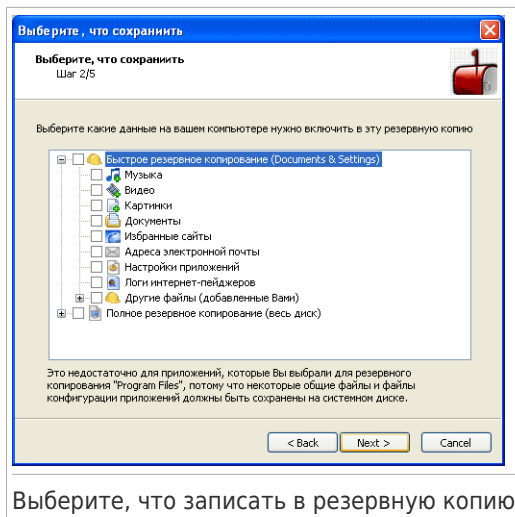 Выберите , что сохраниить
Выберите, что сохраниить
Шаг 2/5
Выберите какие данные на вашем компьютере нужно включить в эту резервную копию
Быстрое резервное копирование (Documents & Settings)
Музыка
Видео
Картинки
Документы
Избранные сайты
Адреса электронной почты
Настройки приложений
Логи интернет-пейджеров
Другие файлы (добавленные Вами)
Полное резервное копирование (весь диск)
Это недостаточно для приложений, которые Вы выбрали для резервного
копирования "Program Files", потому что некоторые общие файлы и файлы
конфигурации приложений должны быть сохранены на системном диске.
< Back Next > Cancel
Выберите, что записать в резервную копию